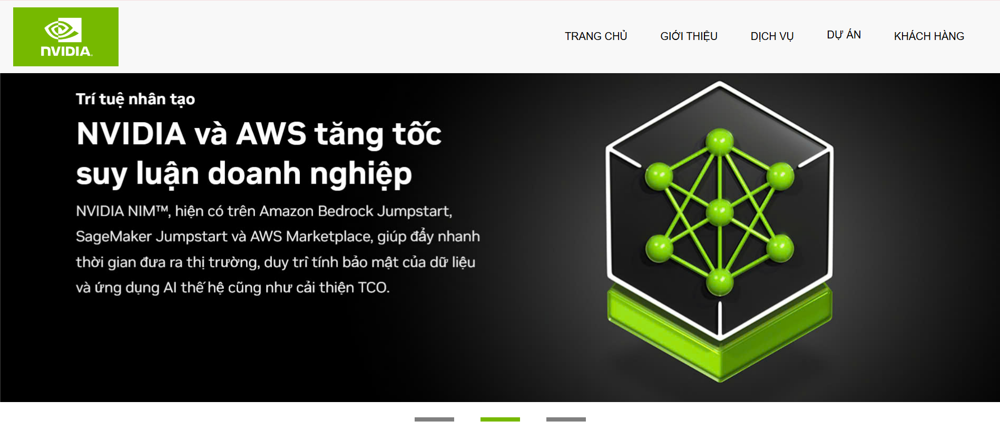 NVIDIA.
TRANG CHỦ GIỚI THIỆU DỊCH VỤ DỰ ÁN KHÁCH HÀNG
Trí tuệ nhân tạo
NVIDIA và AWS tăng tốc
suy luận doanh nghiệp
NVIDIA NIM™, hiện có trên Amazon Bedrock Jumpstart,
SageMaker Jumpstart và AWS Marketplace, giúp đẩy nhanh
thời gian đưa ra thị trường, duy trì tính bảo mật của dữ liệu
và ứng dụng AI thế hệ cũng như cải thiện TCO.